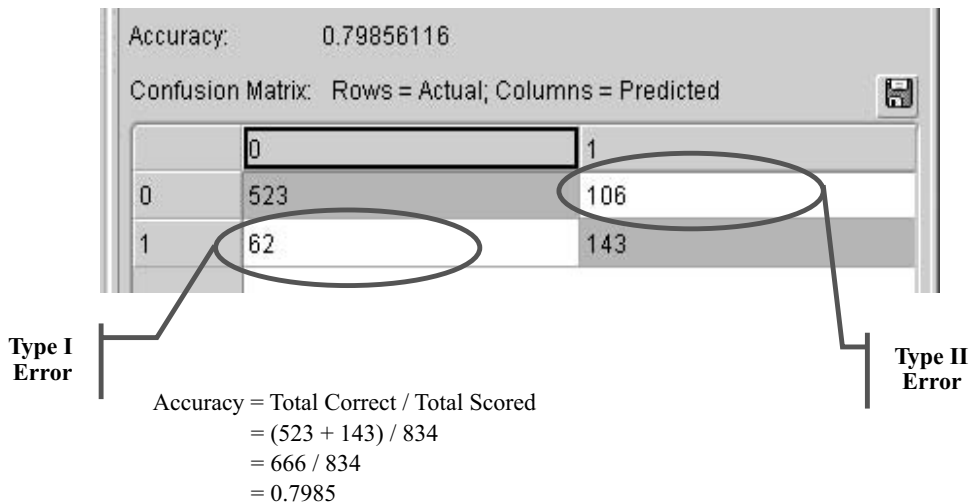 Accuracy: 0.79856116
Confusion Matrix: Rows = Actual; Columns = Predicted
0 1
0 523 106
1 62 143
Type I
Error
Type II
Error
Accuracy = Total Correct / Total Scored
= (523 + 143) / 834
= 666 / 834
= 0.7985